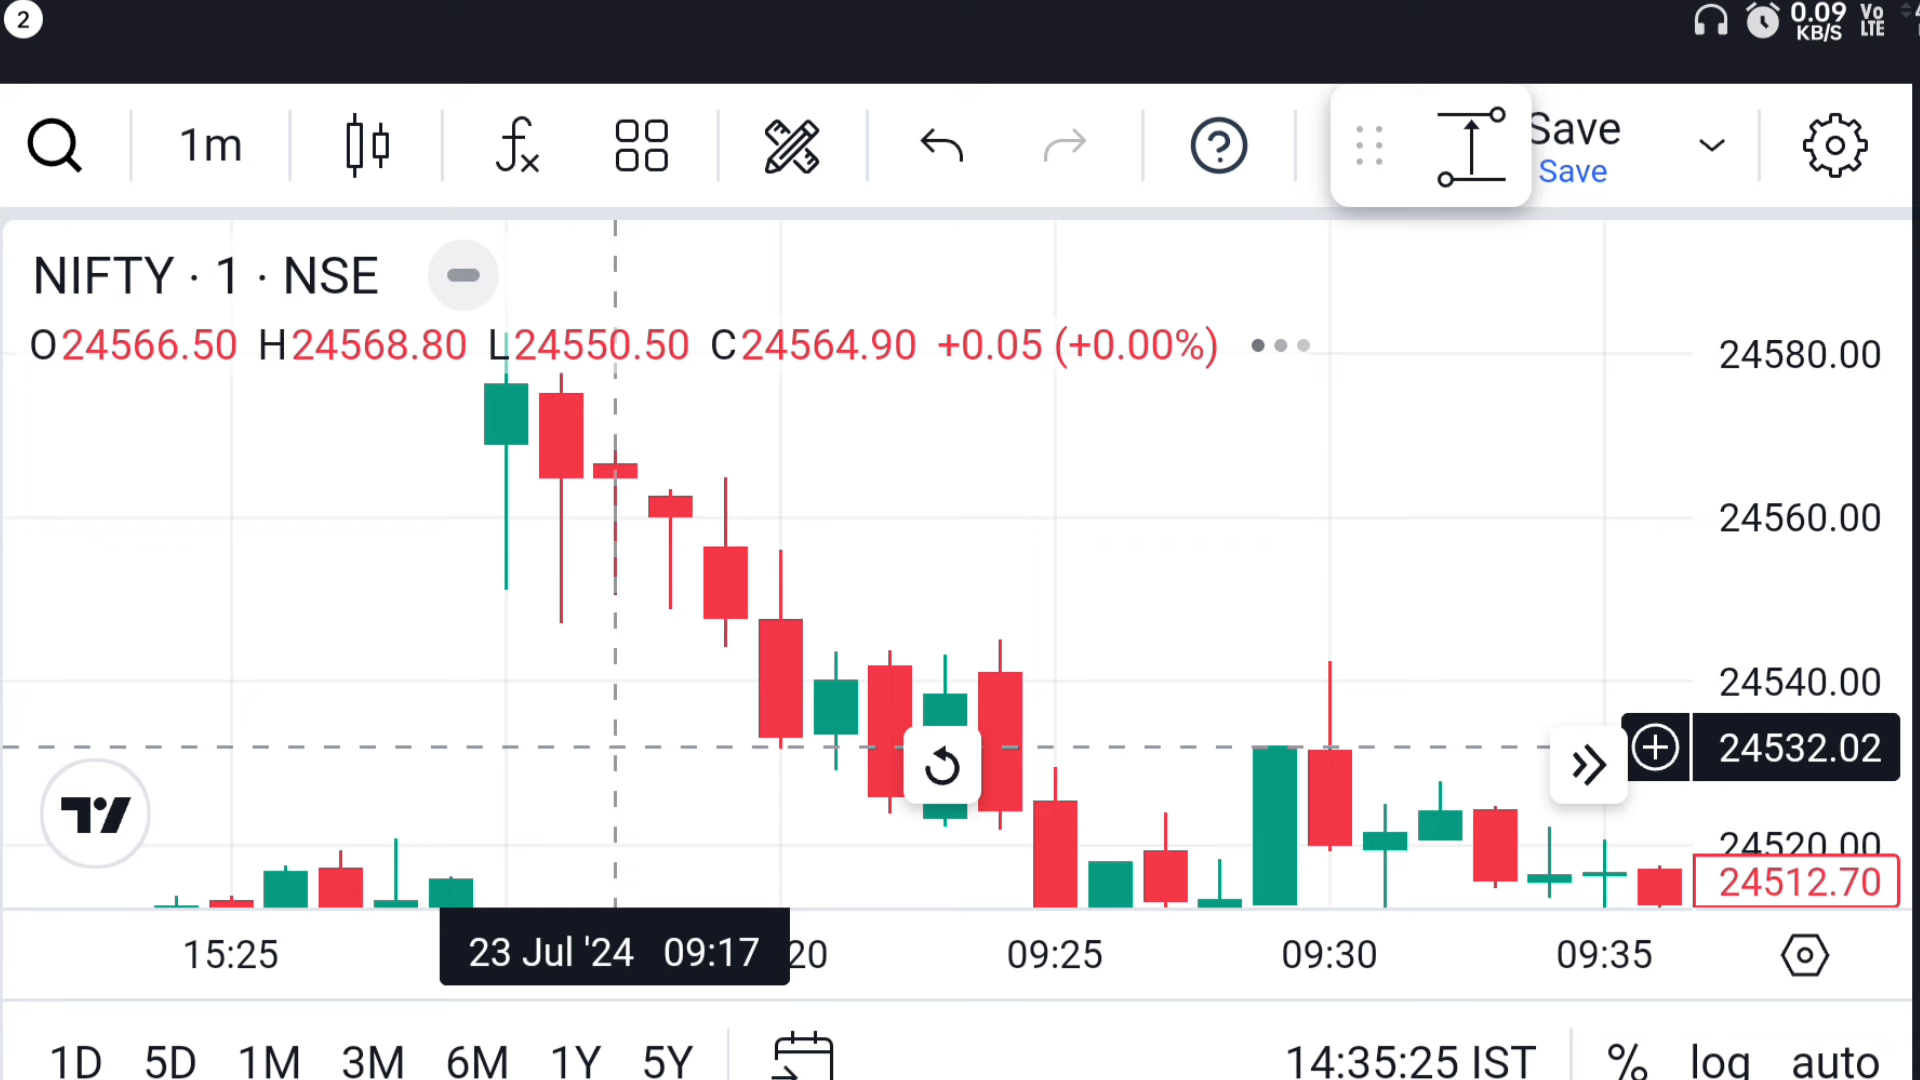 2
0.09
KB/S
Vo
LTE
1m
Save
Save
NIFTY · 1 · NSE
O24566.50 H24568.80 L24550.50 C24564.90 +0.05 (+0.00%)
24580.00
24560.00
24540.00
24532.02
24520.00
24512.70
15:25
23 Jul '24 09:17
20
09:25
09:30
09:35
1D 5D 1M 3M 6M 1Y 5Y
14:35:25 IST
% log auto